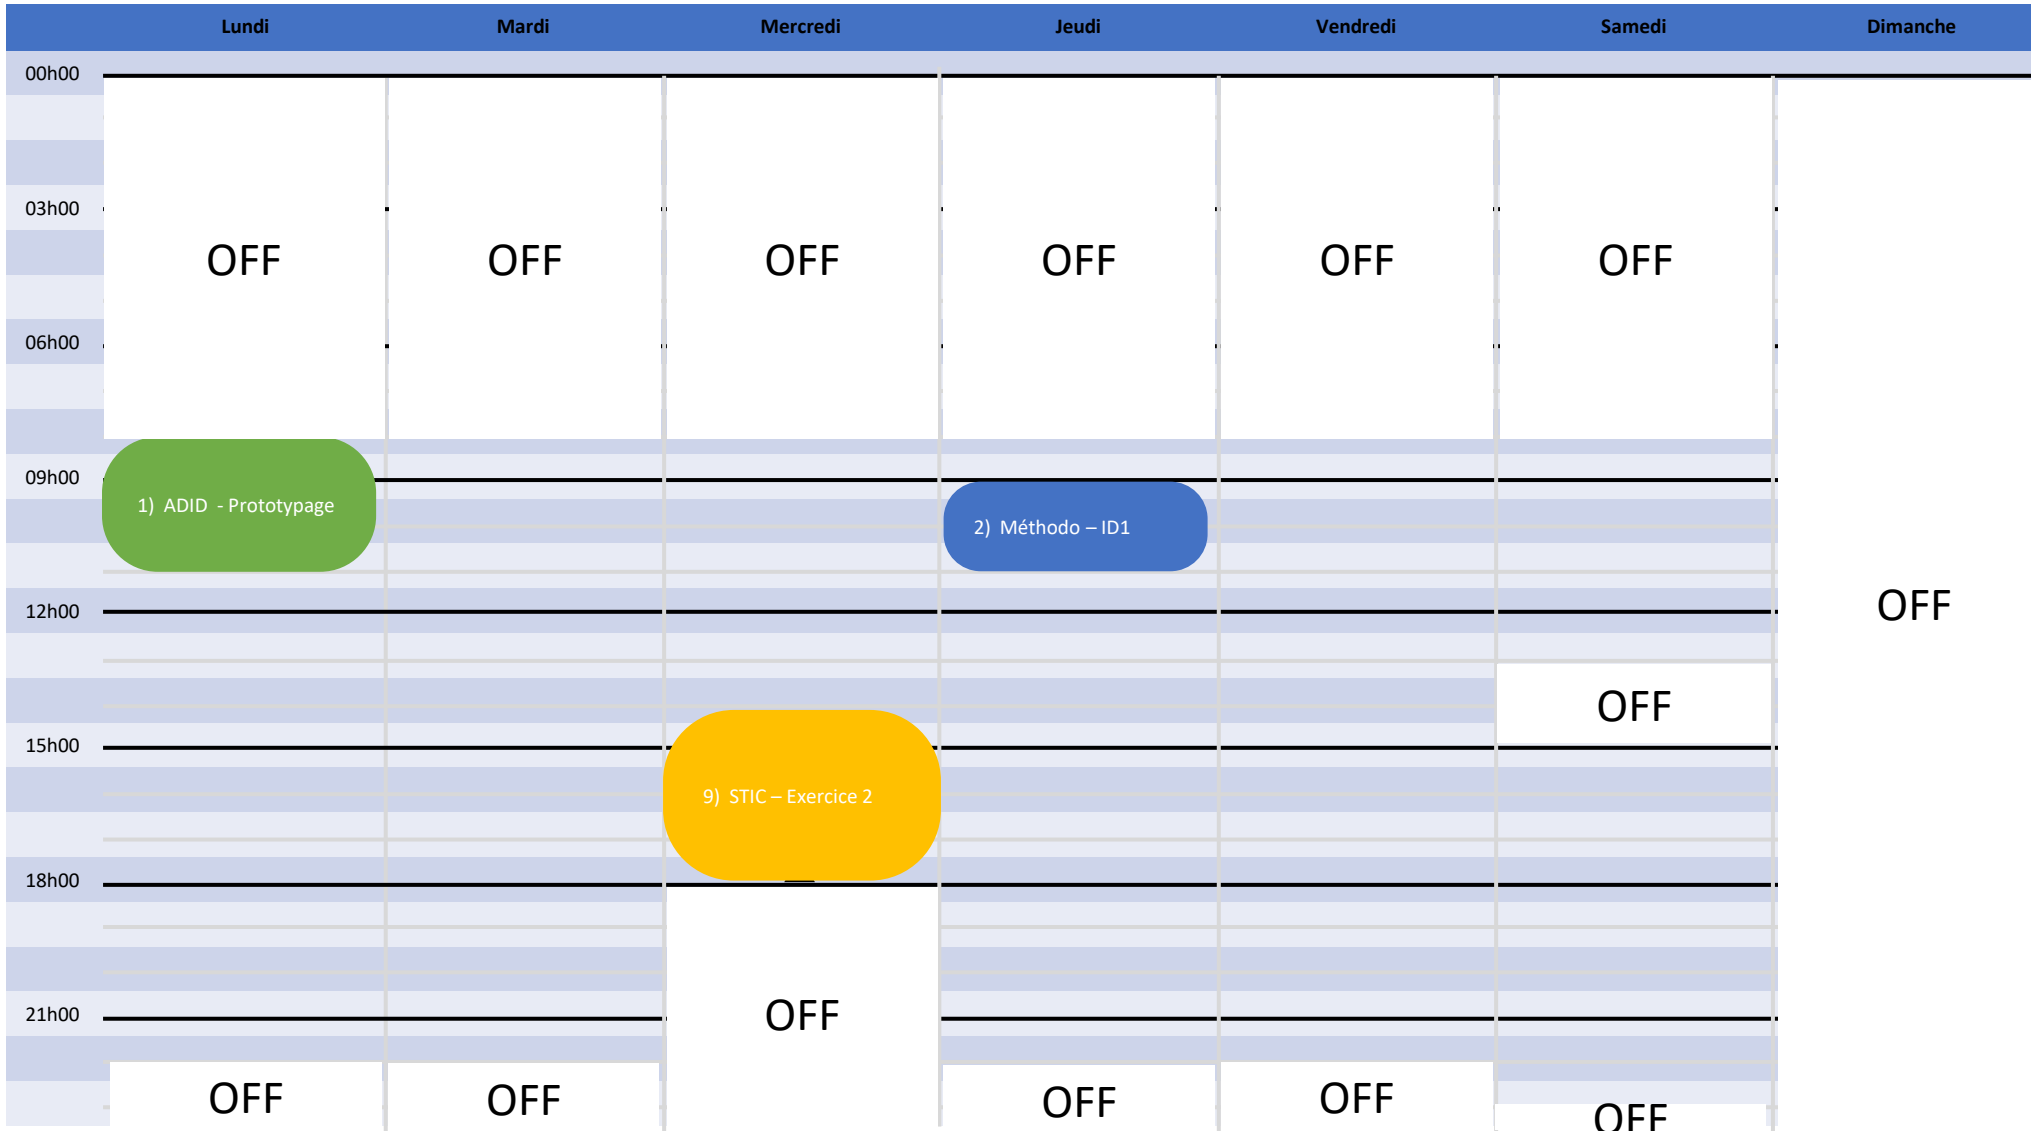 Lundi Mardi Mercredi Jeudi Vendredi Samedi Dimanche
00h00
03h00
OFF OFF OFF OFF OFF OFF
06h00
09h00
1) ADID - Prototypage
2) Méthodo – ID1
12h00
OFF
OFF
15h00
9) STIC – Exercice 2
18h00
21h00
OFF
OFF OFF OFF OFF OFF